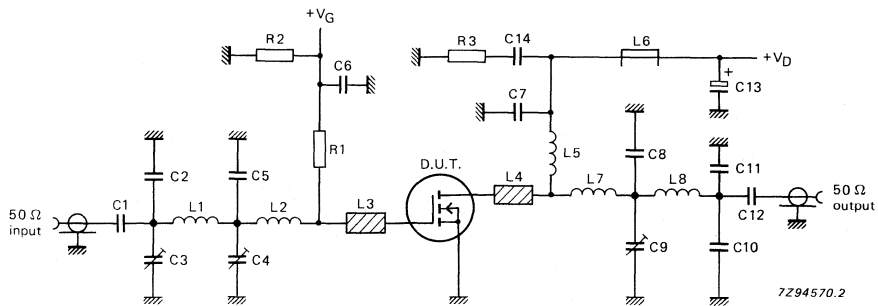 +VG
R2
C6
R3
C14
L6
+VD
C13
+
C7
R1
L5
C2
C5
C8
C11
D.U.T.
L4
L3
L7
L8
50 Ω
input
C1
L1
L2
C12
50 Ω
output
C3
C4
C9
C10
7Z94570.2